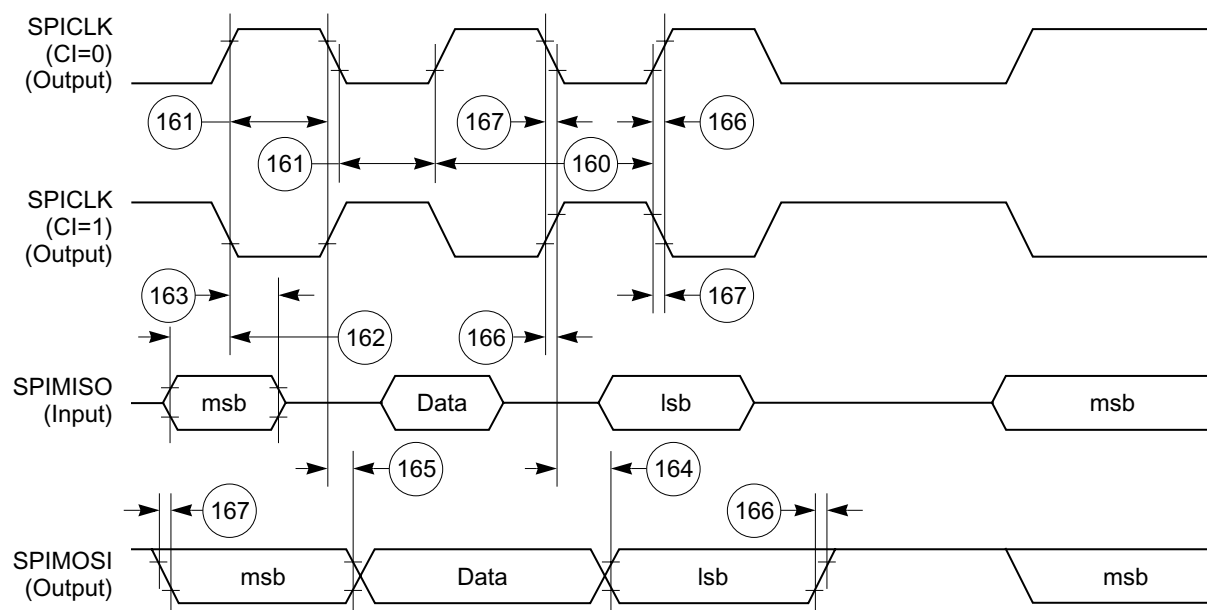 SPICLK
(CI=0)
(Output)
161
167
166
161
160
SPICLK
(CI=1)
(Output)
163
167
162
166
SPIMISO
(Input)
msb
Data
lsb
msb
165
164
167
166
SPIMOSI
(Output)
msb
Data
lsb
msb